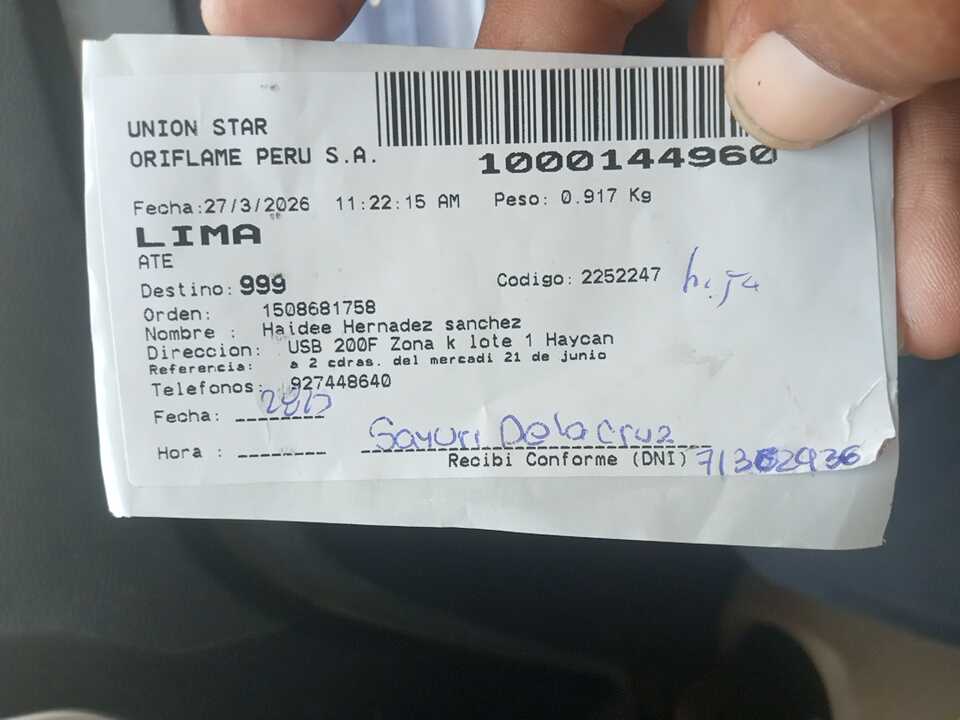 UNION STAR
ORIFLAME PERU S.A.
1000144960
Fecha:27/3/2026 11:22:15 AM Peso: 0.917 Kg
LIMA
ATE
Destino: 999 Codigo: 2252247 hija
Orden: 1508681758
Nombre : Haidee Hernadez sanchez
Direccion: USB 200F Zona k lote 1 Haycan
Referencia: a 2 cdras. del mercadi 21 de junio
Telefonos: 927448640
Fecha: ________
Hora : ________ Sayuri Dela Cruz
Recibi Conforme (DNI)